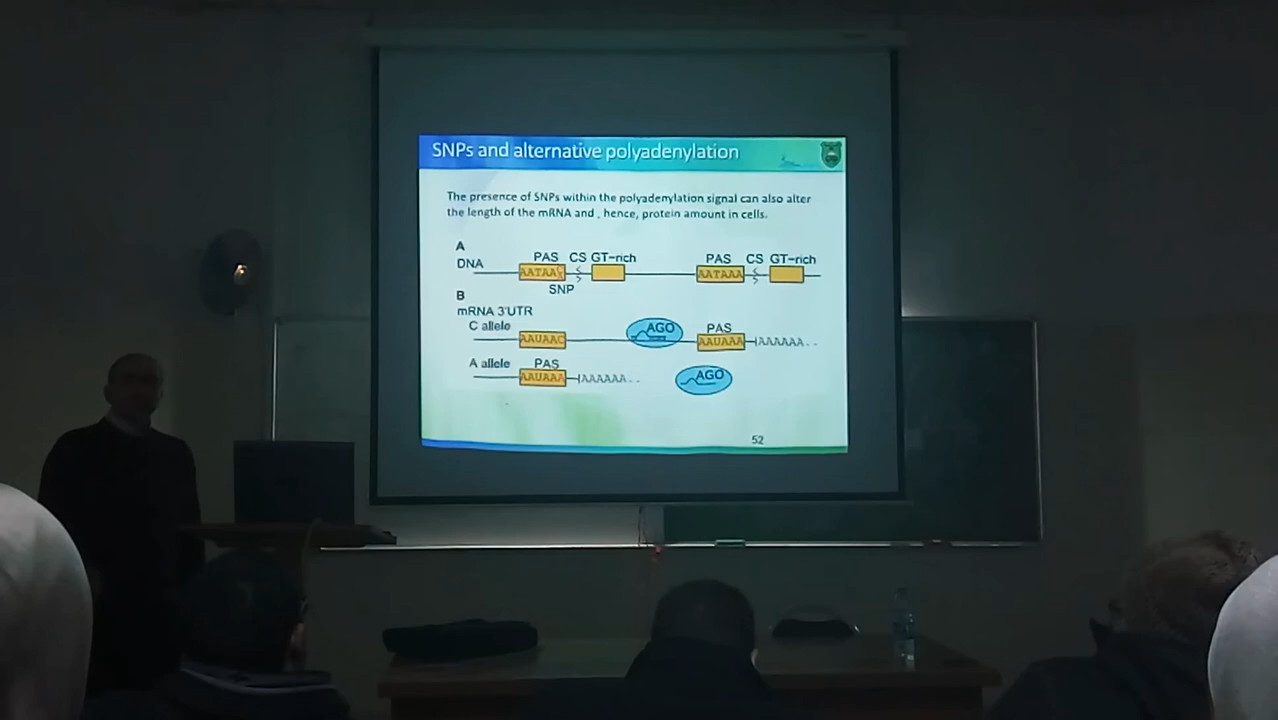 SNPs and alternative polyadenylation
The presence of SNPs within the polyadenylation signal can also alter
the length of the mRNA and , hence, protein amount in cells.
A
PAS CS GT-rich PAS CS GT-rich
DNA
AATAA AATAAA
SNP
B
mRNA 3'UTR
C allele AGO PAS
AAUAAC AAUAAA AAAAAA..
A allele PAS AGO
AAUAAA AAAAAA..
52